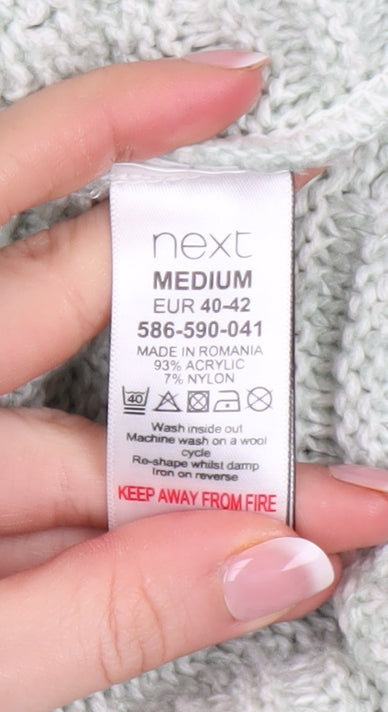 next
MEDIUM
EUR 40-42
586-590-041
MADE IN ROMANIA
93% ACRYLIC
7% NYLON
40
Wash inside out
Machine wash on a wool
cycle
Re-shape whilst damp
Iron on reverse
KEEP AWAY FROM FIRE